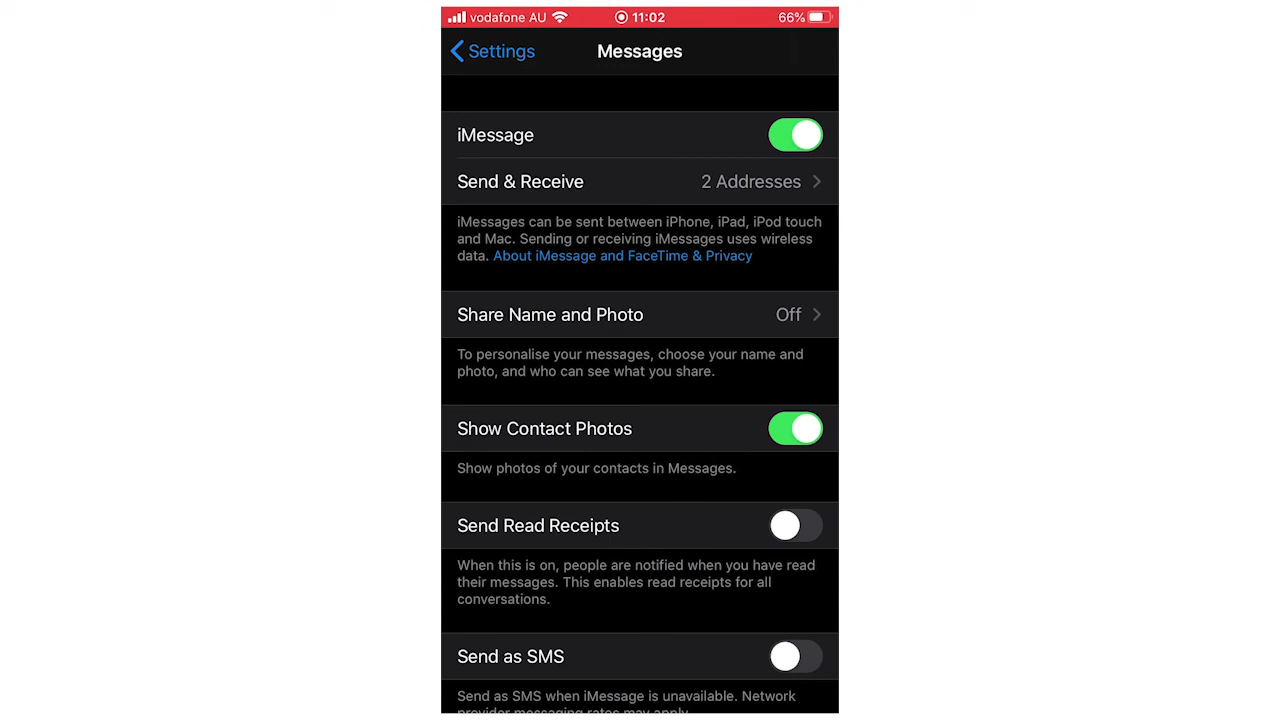 vodafone AU 11:02 66%
Settings Messages
iMessage
Send & Receive 2 Addresses
iMessages can be sent between iPhone, iPad, iPod touch
and Mac. Sending or receiving iMessages uses wireless
data. About iMessage and FaceTime & Privacy
Share Name and Photo Off
To personalise your messages, choose your name and
photo, and who can see what you share.
Show Contact Photos
Show photos of your contacts in Messages.
Send Read Receipts
When this is on, people are notified when you have read
their messages. This enables read receipts for all
conversations.
Send as SMS
Send as SMS when iMessage is unavailable. Network
provider messaging rates may apply.